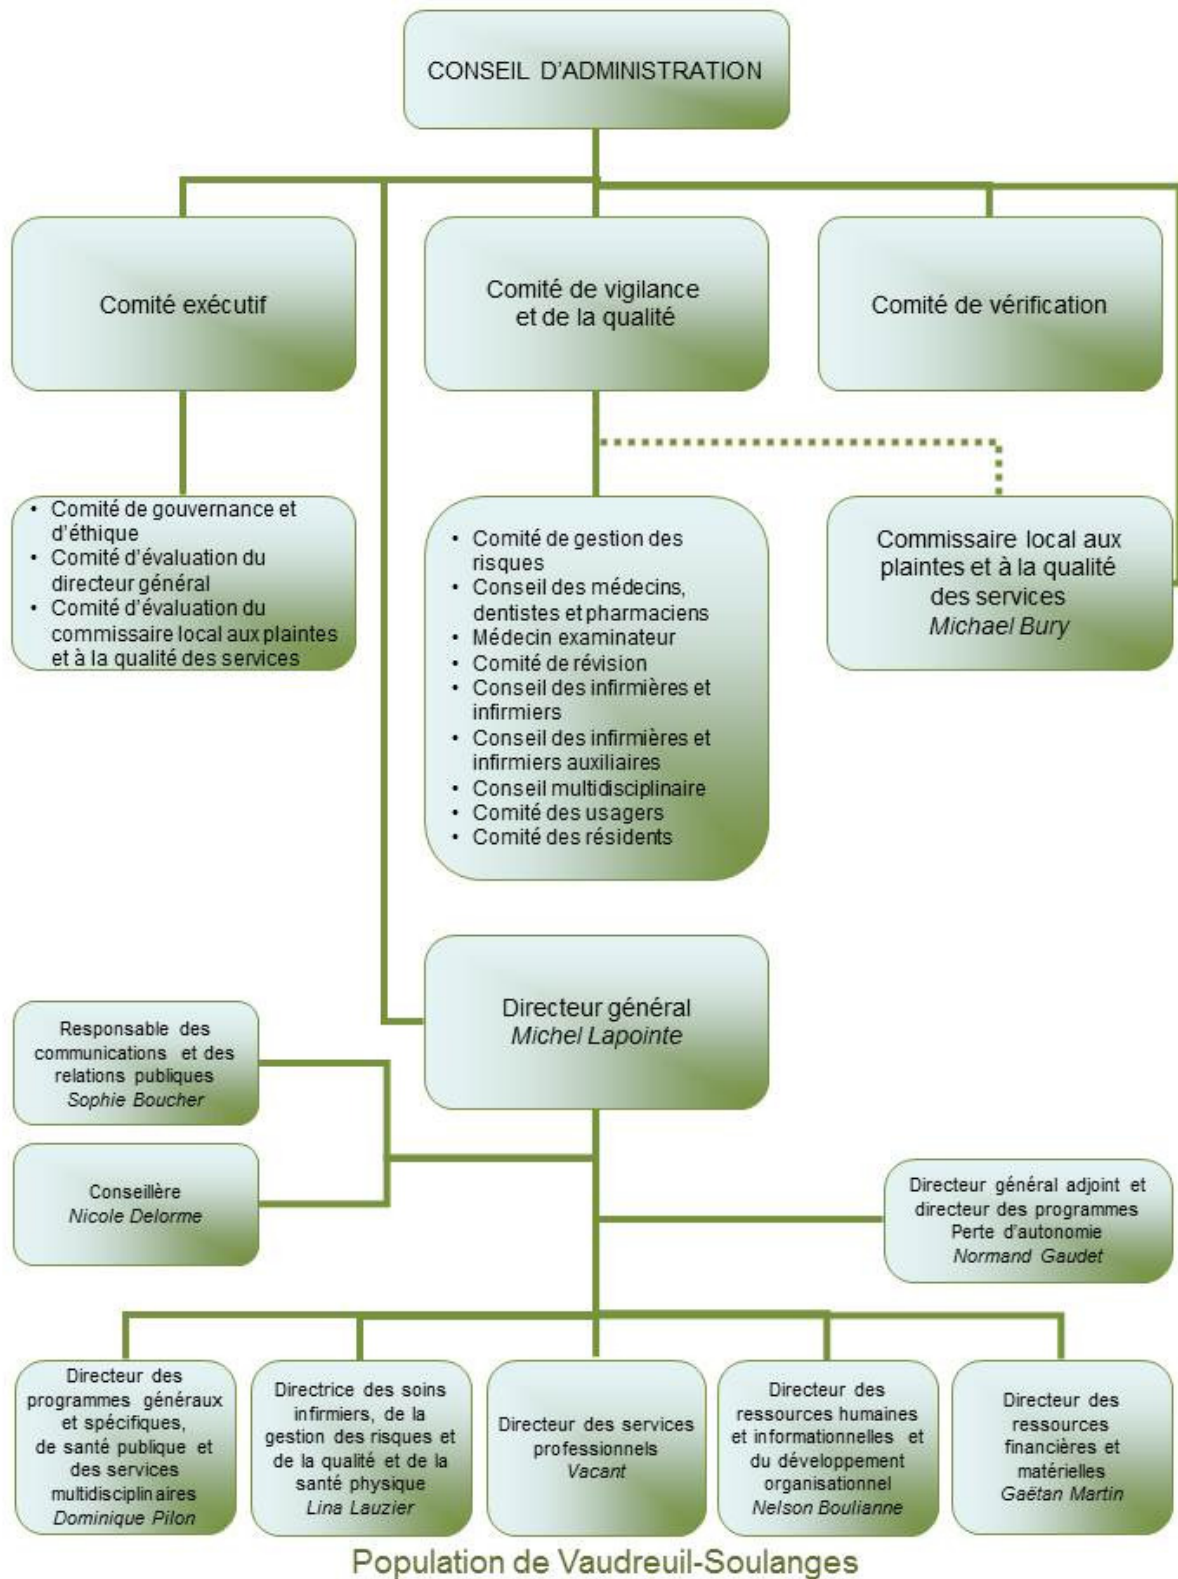 CONSEIL D'ADMINISTRATION
Comité exécutif
Comité de vigilance
et de la qualité
Comité de vérification
• Comité de gouvernance et
d'éthique
• Comité d'évaluation du
directeur général
• Comité d'évaluation du
commissaire local aux plaintes
et à la qualité des services
• Comité de gestion des
risques
• Conseil des médecins,
dentistes et pharmaciens
• Médecin examinateur
• Comité de révision
• Conseil des infirmières et
infirmiers
• Conseil des infirmières et
infirmiers auxiliaires
• Conseil multidisciplinaire
• Comité des usagers
• Comité des résidents
Commissaire local aux
plaintes et à la qualité
des services
Michael Bury
Directeur général
Michel Lapointe
Responsable des
communications et des
relations publiques
Sophie Boucher
Conseillère
Nicole Delorme
Directeur général adjoint et
directeur des programmes
Perte d'autonomie
Normand Gaudet
Directeur des
programmes généraux
et spécifiques,
de santé publique et
des services
multidisciplinaires
Dominique Pilon
Directrice des soins
infirmiers, de la
gestion des risques et
de la qualité et de la
santé physique
Lina Lauzier
Directeur des services
professionnels
Vacant
Directeur des
ressources humaines
et informationnelles et
du développement
organisationnel
Nelson Boulianne
Directeur des
ressources
financières et
matérielles
Gaëtan Martin
Population de Vaudreuil-Soulanges